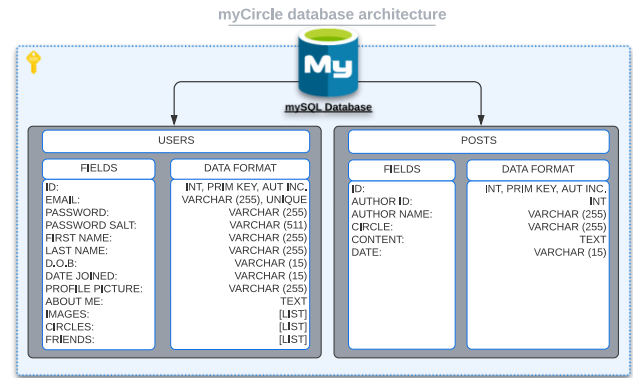 myCircle database architecture
My
mySQL Database
USERS
FIELDS DATA FORMAT
ID: INT, PRIM KEY, AUT INC.
EMAIL: VARCHAR (255), UNIQUE
PASSWORD: VARCHAR (255)
PASSWORD SALT: VARCHAR (511)
FIRST NAME: VARCHAR (255)
LAST NAME: VARCHAR (255)
D.O.B: VARCHAR (15)
DATE JOINED: VARCHAR (15)
PROFILE PICTURE: VARCHAR (255)
ABOUT ME: TEXT
IMAGES: [LIST]
CIRCLES: [LIST]
FRIENDS: [LIST]
POSTS
FIELDS DATA FORMAT
ID: INT, PRIM KEY, AUT INC.
AUTHOR ID: INT
AUTHOR NAME: VARCHAR (255)
CIRCLE: VARCHAR (255)
CONTENT: TEXT
DATE: VARCHAR (15)